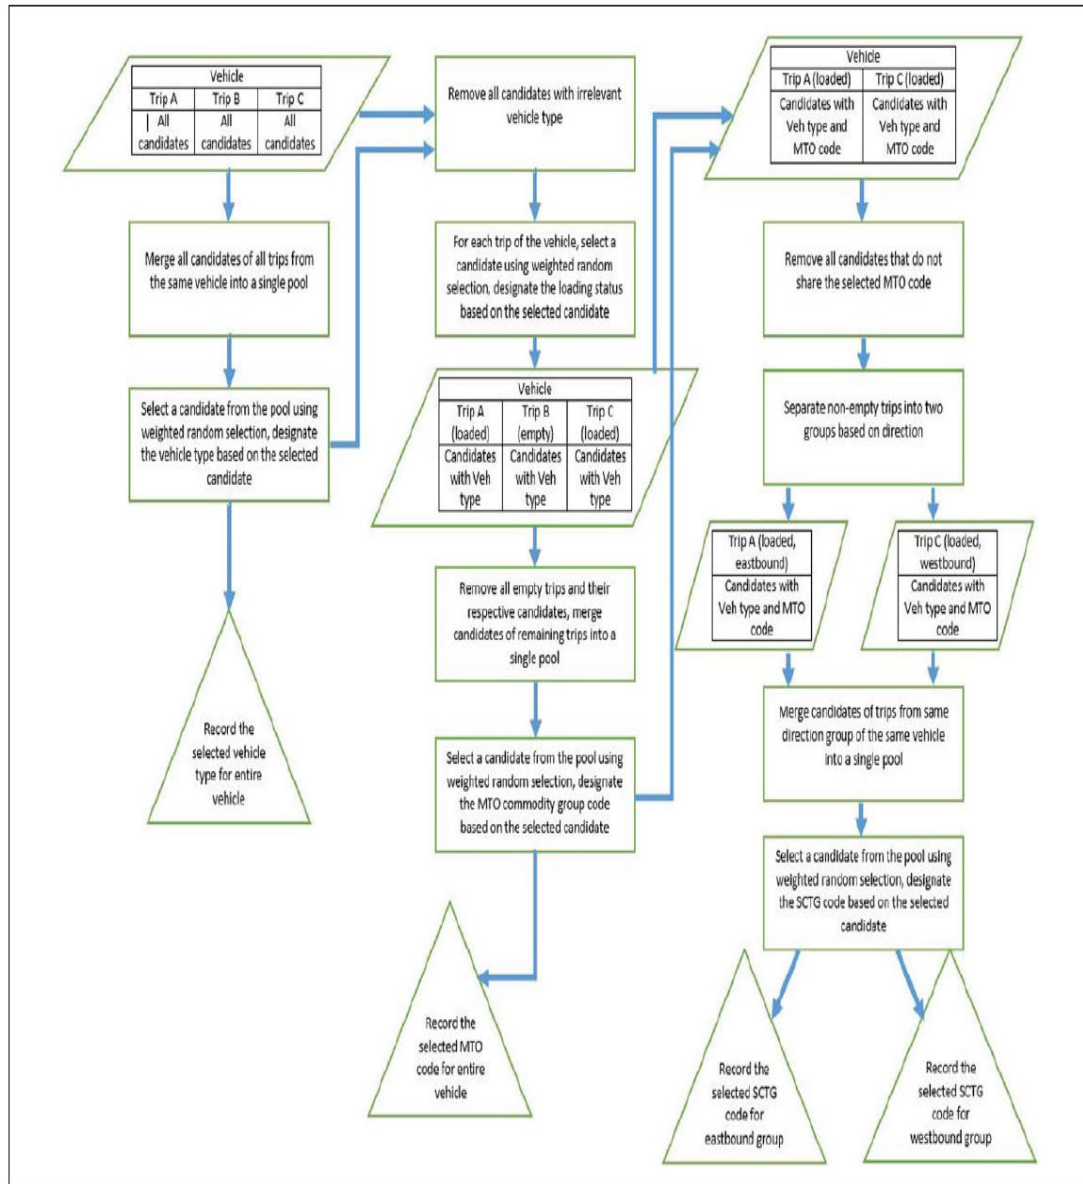 Vehicle
Trip A Trip B Trip C
All All All
candidates candidates candidates
Merge all candidates of all trips from
the same vehicle into a single pool
Select a candidate from the pool using
weighted random selection, designate
the vehicle type based on the selected
candidate
Record the
selected vehicle
type for entire
vehicle
Remove all candidates with irrelevant
vehicle type
For each trip of the vehicle, select a
candidate using weighted random
selection, designate the loading status
based on the selected candidate
Vehicle
Trip A Trip B Trip C
(loaded) (empty) (loaded)
Candidates Candidates Candidates
with Veh with Veh with Veh
type type type
Remove all empty trips and their
respective candidates, merge
candidates of remaining trips into a
single pool
Select a candidate from the pool using
weighted random selection, designate
the MTO commodity group code
based on the selected candidate
Record the
selected MTO
code for entire
vehicle
Vehicle
Trip A (loaded) Trip C (loaded)
Candidates with Candidates with
Veh type and Veh type and
MTO code MTO code
Remove all candidates that do not
share the selected MTO code
Separate non-empty trips into two
groups based on direction
Trip A (loaded,
eastbound)
Candidates with
Veh type and MTO
code
Trip C (loaded,
westbound)
Candidates with
Veh type and MTO
code
Merge candidates of trips from same
direction group of the same vehicle
into a single pool
Select a candidate from the pool using
weighted random selection, designate
the SCTG code based on the selected
candidate
Record the
selected SCTG
code for
eastbound group
Record the
selected SCTG
code for
westbound group